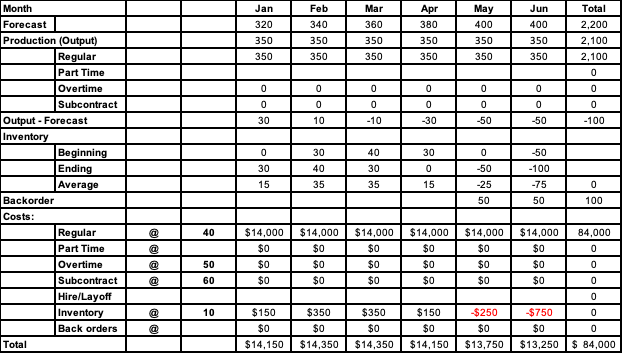 Month Jan Feb Mar Apr May Jun Total
Forecast 320 340 360 380 400 400 2,200
Production (Output) 350 350 350 350 350 350 2,100
Regular 350 350 350 350 350 350 2,100
Part Time 0
Overtime 0 0 0 0 0 0 0
Subcontract 0 0 0 0 0 0 0
Output - Forecast 30 10 -10 -30 -50 -50 -100
Inventory
Beginning 0 30 40 30 0 -50
Ending 30 40 30 0 -50 -100
Average 15 35 35 15 -25 -75 0
Backorder 50 50 100
Costs:
Regular @ 40 $14,000 $14,000 $14,000 $14,000 $14,000 $14,000 84,000
Part Time @ $0 $0 $0 $0 $0 $0 0
Overtime @ 50 $0 $0 $0 $0 $0 $0 0
Subcontract @ 60 $0 $0 $0 $0 $0 $0 0
Hire/Layoff 0
Inventory @ 10 $150 $350 $350 $150 -$250 -$750 0
Back orders @ $0 $0 $0 $0 $0 $0 0
Total $14,150 $14,350 $14,350 $14,150 $13,750 $13,250 $ 84,000